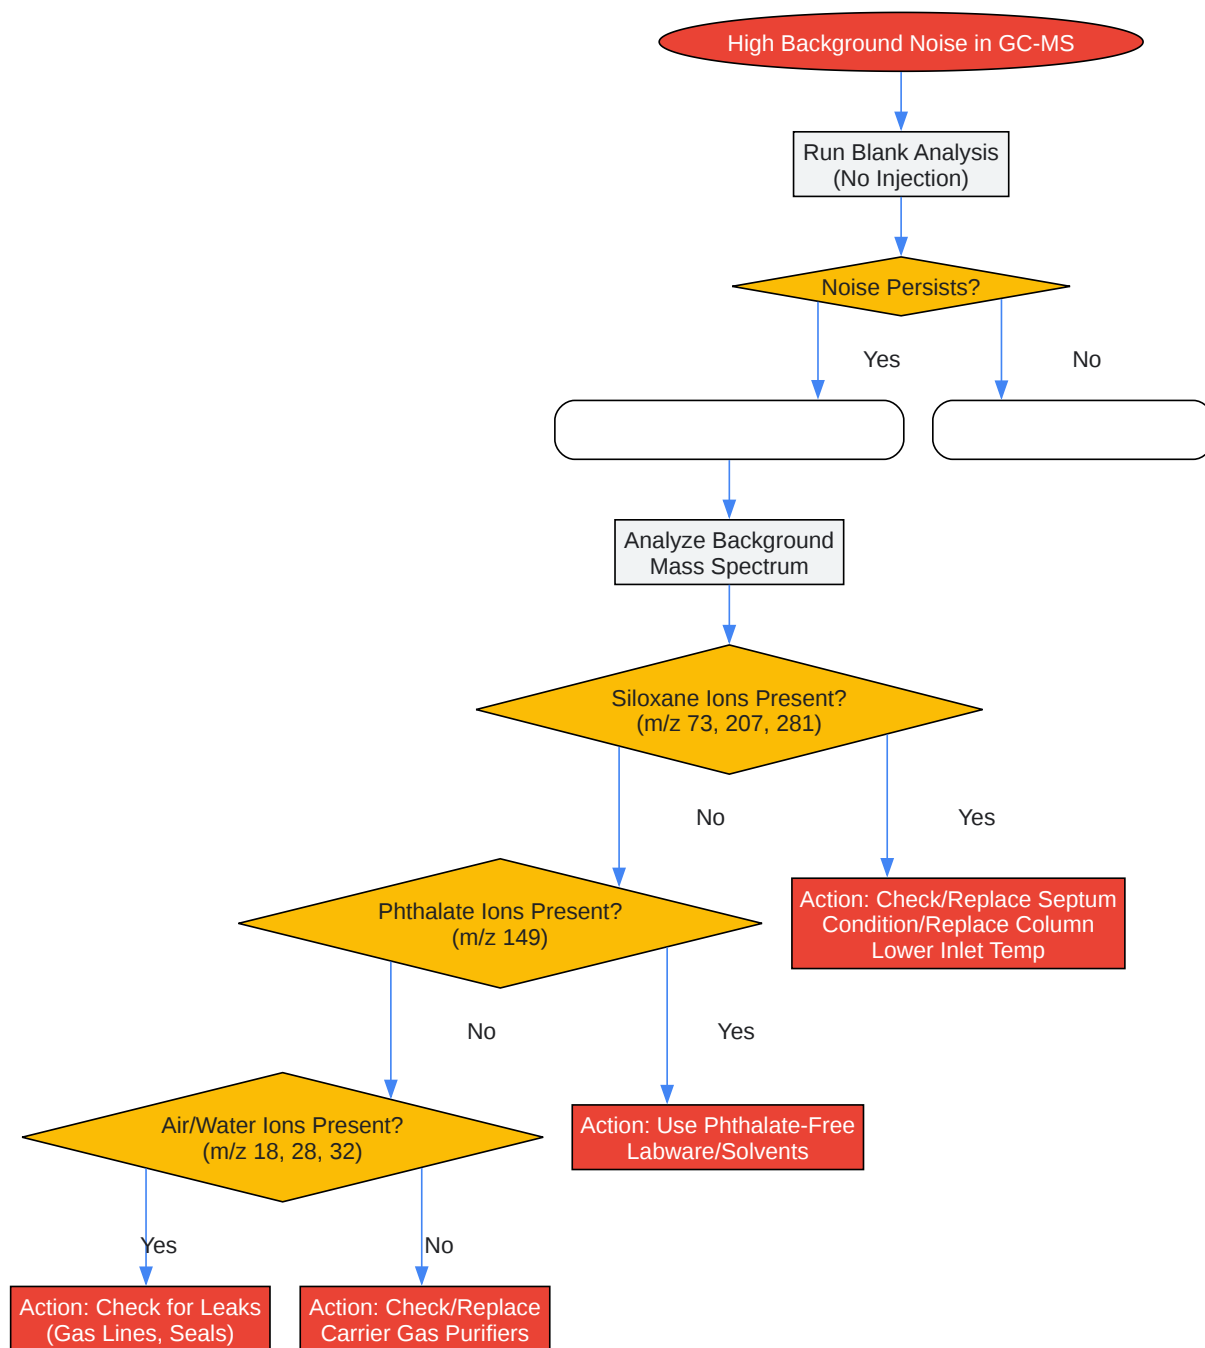 High Background Noise in GC-MS
Run Blank Analysis
(No Injection)
Noise Persists?
Yes
No
Analyze Background
Mass Spectrum
Siloxane Ions Present?
(m/z 73, 207, 281)
No
Yes
Action: Check/Replace Septum
Condition/Replace Column
Lower Inlet Temp
Phthalate Ions Present?
(m/z 149)
No
Yes
Action: Use Phthalate-Free
Labware/Solvents
Air/Water Ions Present?
(m/z 18, 28, 32)
Yes
No
Action: Check for Leaks
(Gas Lines, Seals)
Action: Check/Replace
Carrier Gas Purifiers